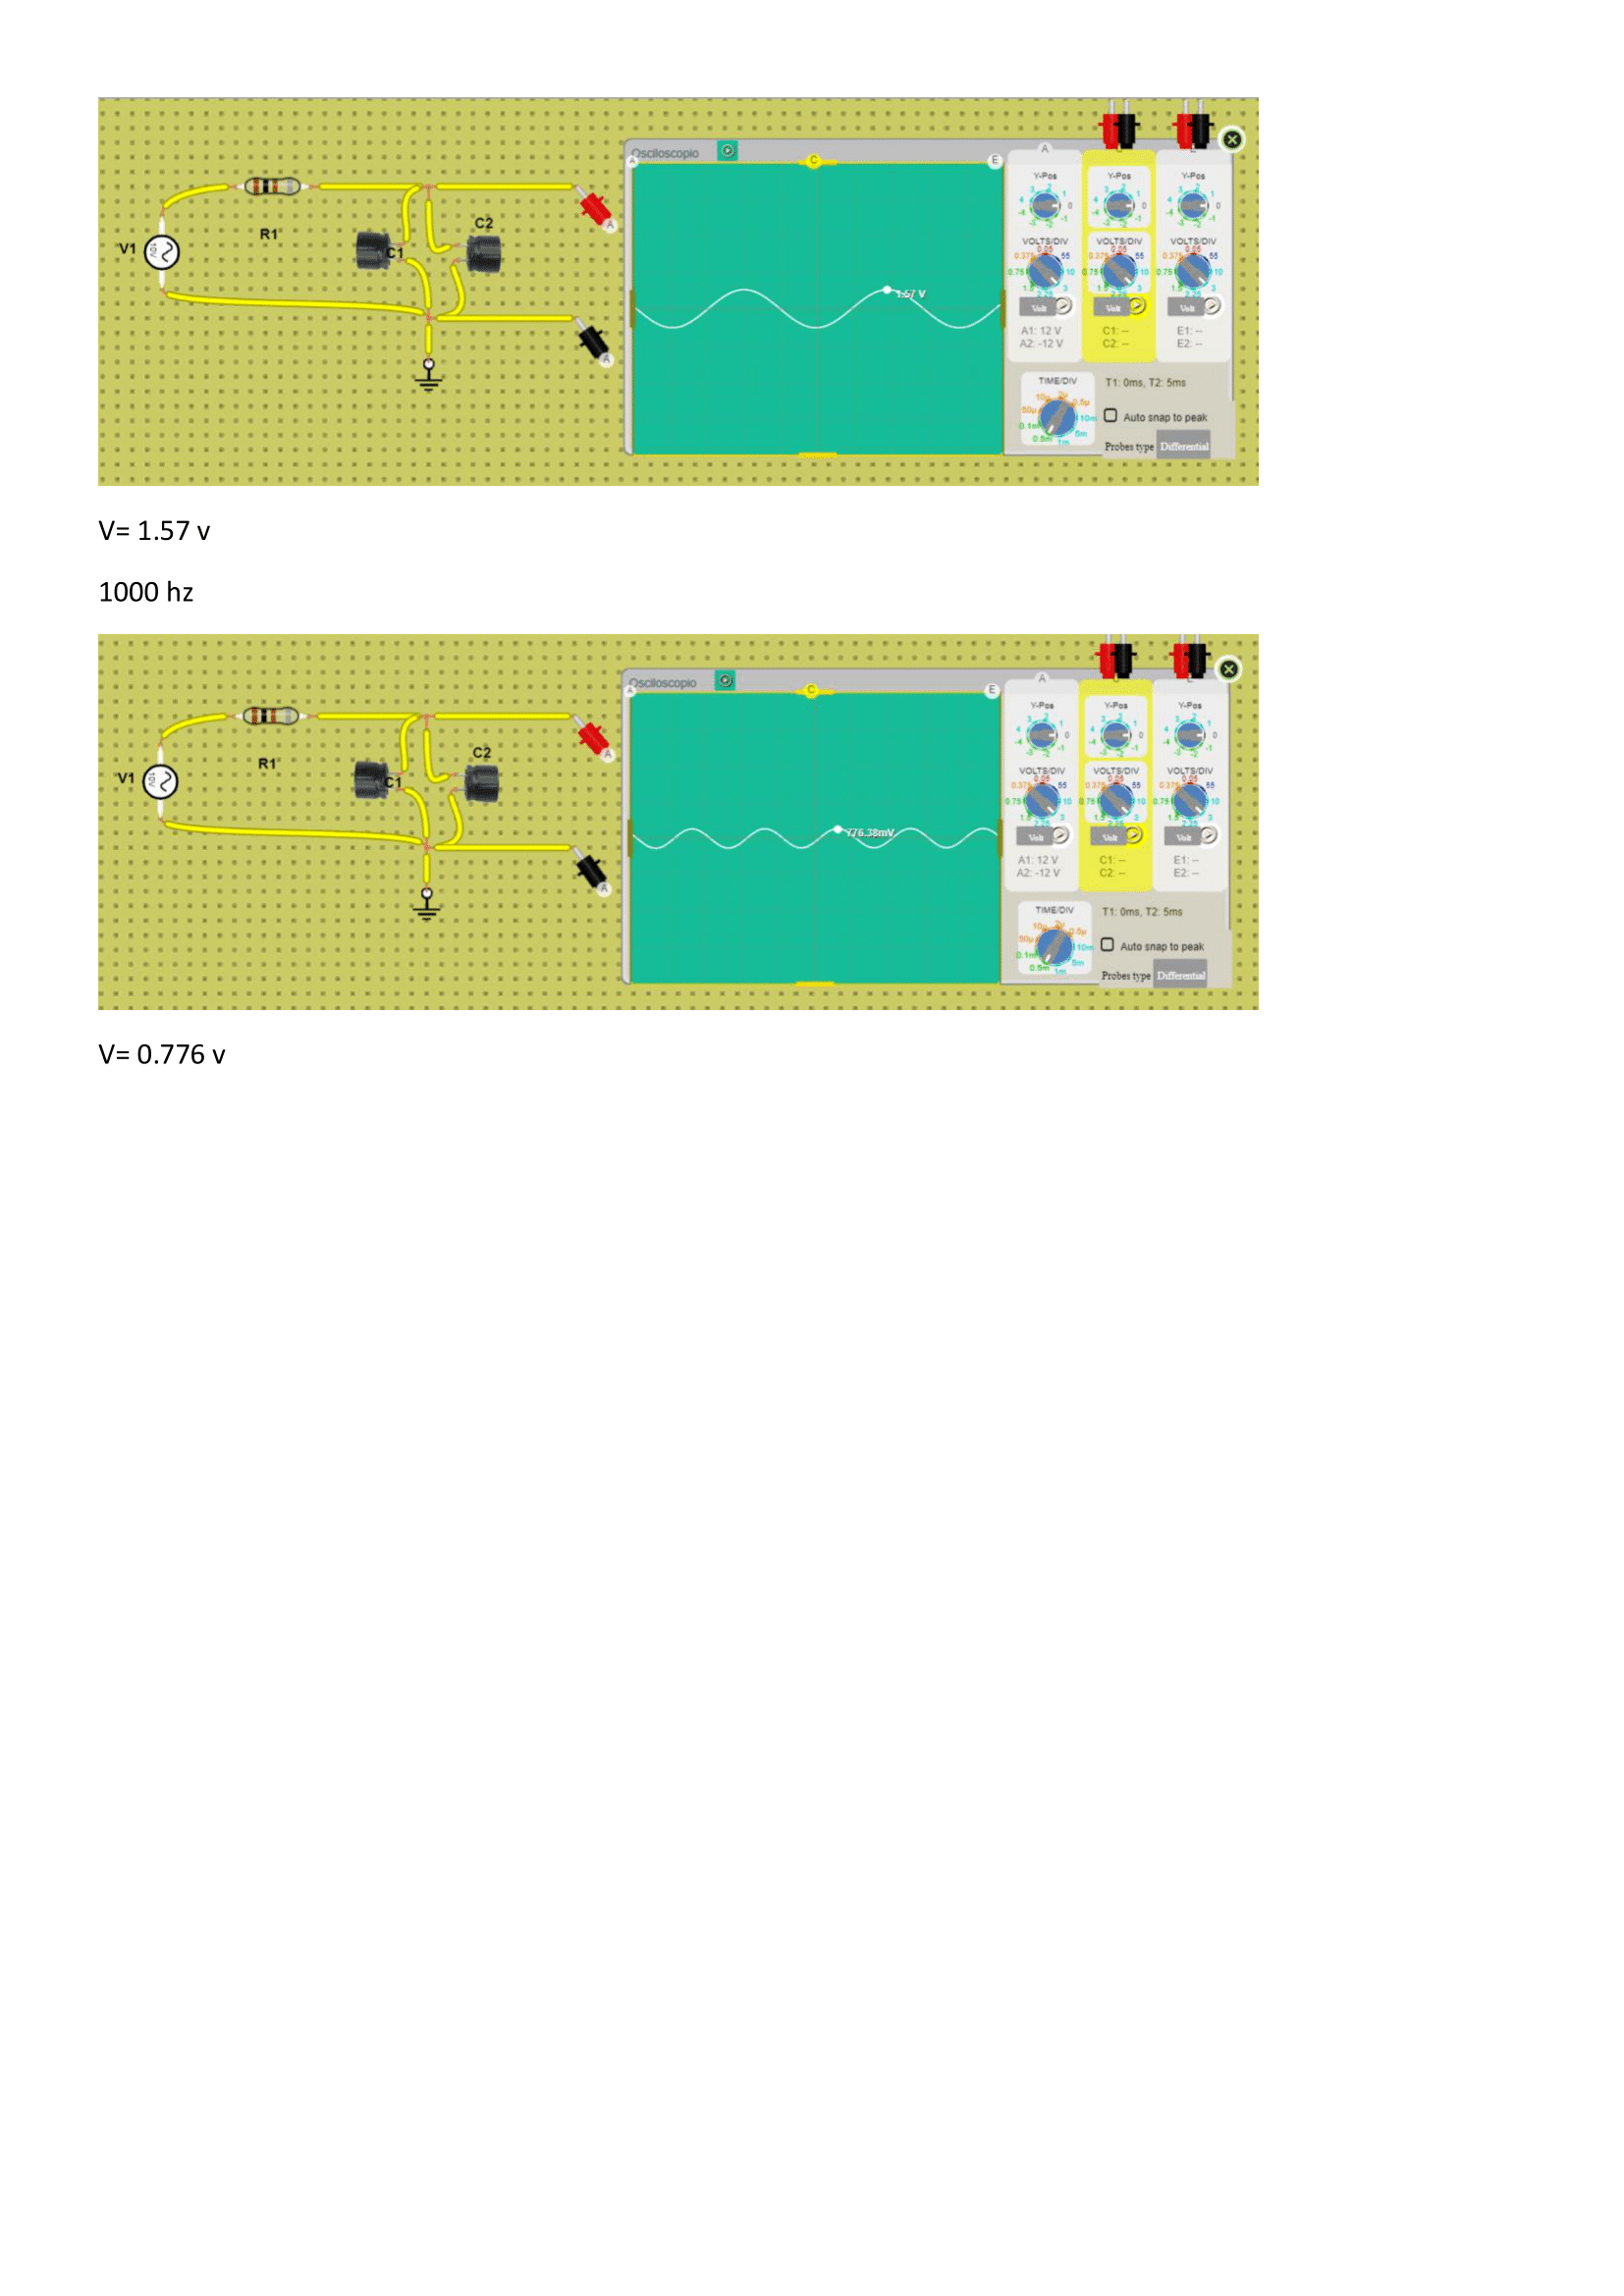 Osciloscopio
A
C
E
A
Y-Pos
Y-Pos
Y-Pos
VOLTS/DIV
VOLTS/DIV
VOLTS/DIV
Volt
Volt
Volt
A1: 12 V
A2: -12 V
C1: --
C2: --
E1: --
E2: --
TIME/DIV
T1: 0ms, T2: 5ms
Auto snap to peak
Probes type Differential
V1
R1
C1
C2
A
A
1.57 V
V= 1.57 v
1000 hz
Osciloscopio
A
C
E
A
Y-Pos
Y-Pos
Y-Pos
VOLTS/DIV
VOLTS/DIV
VOLTS/DIV
Volt
Volt
Volt
A1: 12 V
A2: -12 V
C1: --
C2: --
E1: --
E2: --
TIME/DIV
T1: 0ms, T2: 5ms
Auto snap to peak
Probes type Differential
V1
R1
C1
C2
A
A
776.38mV
V= 0.776 v